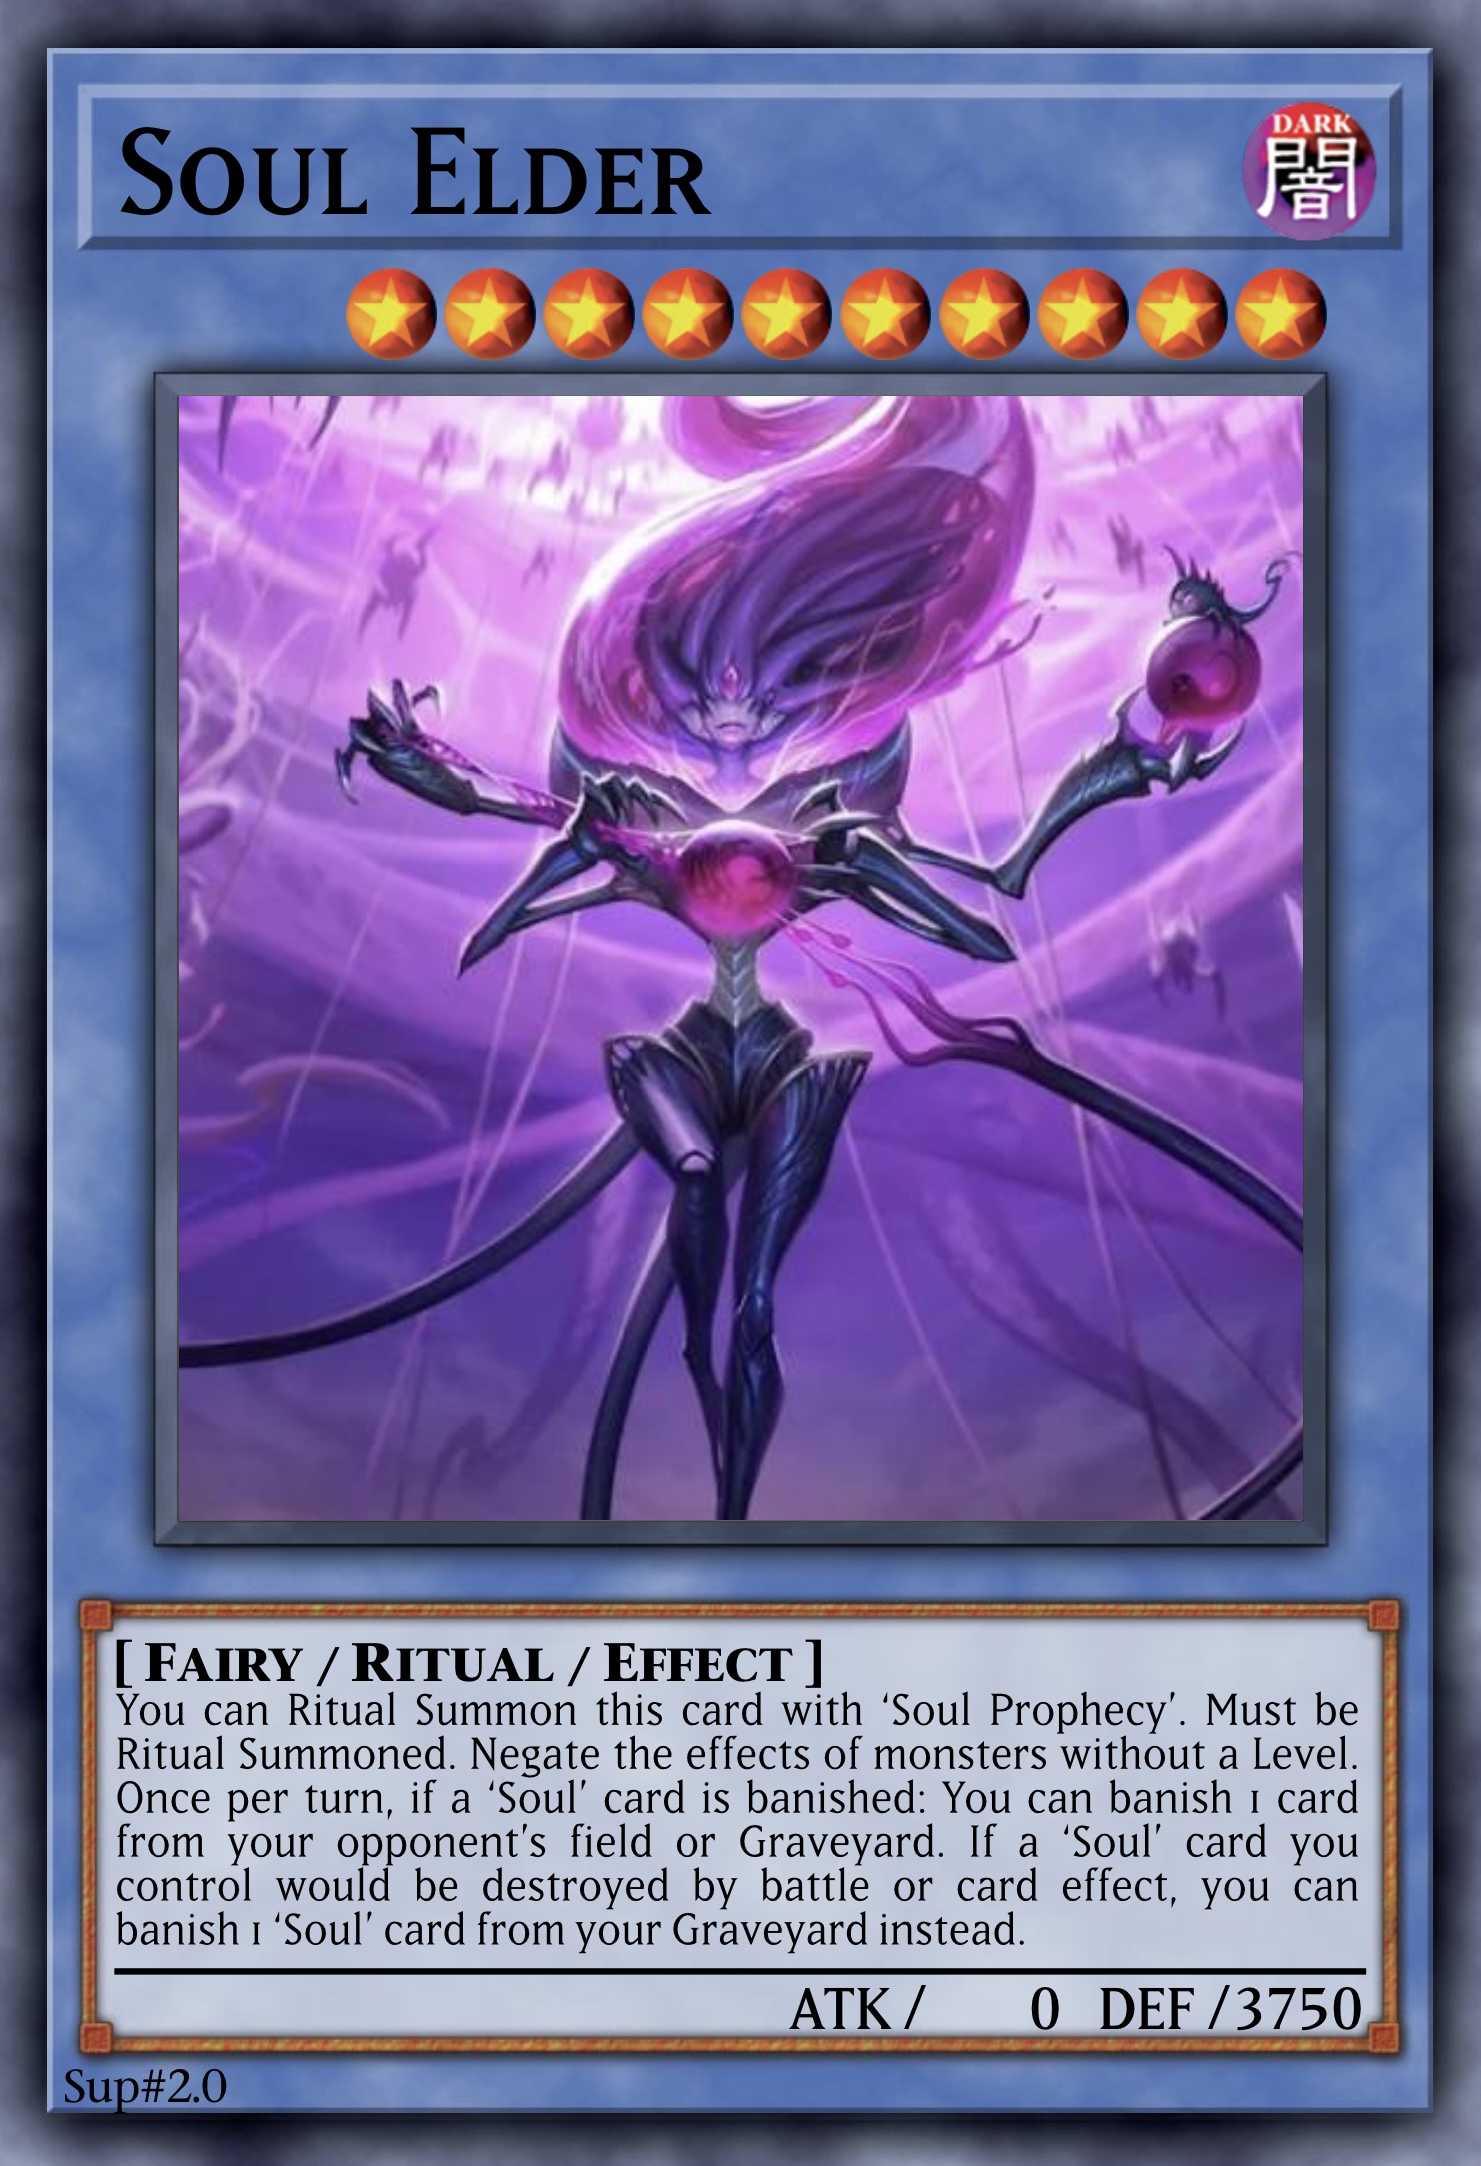 Soul Elder
DARK
闇
[ Fairy / Ritual / Effect ]
You can Ritual Summon this card with ‘Soul Prophecy’. Must be
Ritual Summoned. Negate the effects of monsters without a Level.
Once per turn, if a ‘Soul’ card is banished: You can banish 1 card
from your opponent's field or Graveyard. If a ‘Soul’ card you
control would be destroyed by battle or card effect, you can
banish 1 ‘Soul’ card from your Graveyard instead.
ATK / 0 DEF /3750
Sup#2.0